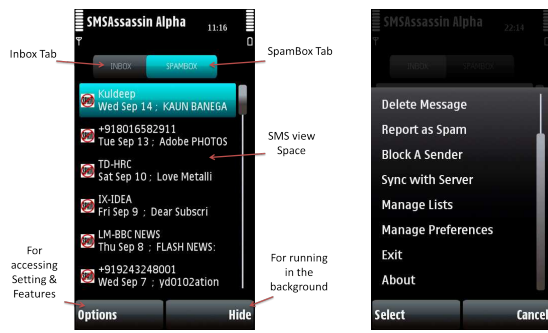 SMSAssassin Alpha
11:16
Inbox Tab
SpamBox Tab
INBOX
SPAMBOX
Kuldeep
Wed Sep 14 ; KAUN BANEGA
+918016582911
Tue Sep 13 ; Adobe PHOTOS
SMS view
Space
TD-HRC
Sat Sep 10 ; Love Metalli
IX-IDEA
Fri Sep 9 ; Dear Subscri
LM-BBC NEWS
Thu Sep 8 ; FLASH NEWS:
+919243248001
Wed Sep 7 ; yd0102ation
For
accessing
Setting &
Features
For running
in the
background
Options
Hide
SMSAssassin Alpha
22:14
INBOX
SPAMBOX
Delete Message
Report as Spam
Block A Sender
Sync with Server
Manage Lists
Manage Preferences
Exit
About
Select
Cancel